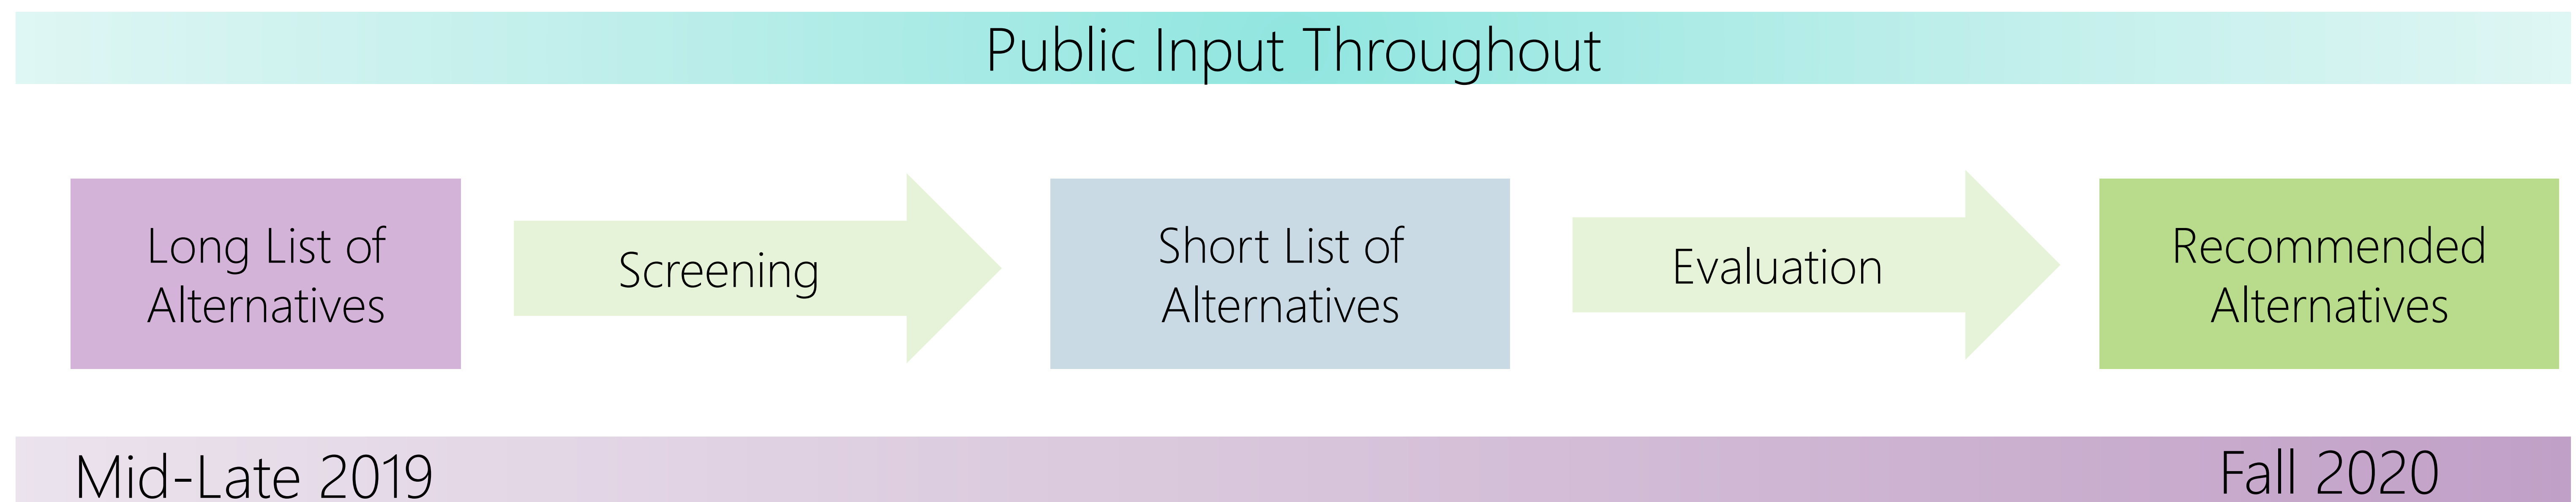 Public Input Throughout
Long List of
Alternatives
Screening
Short List of
Alternatives
Evaluation
Recommended
Alternatives
Mid-Late 2019
Fall 2020